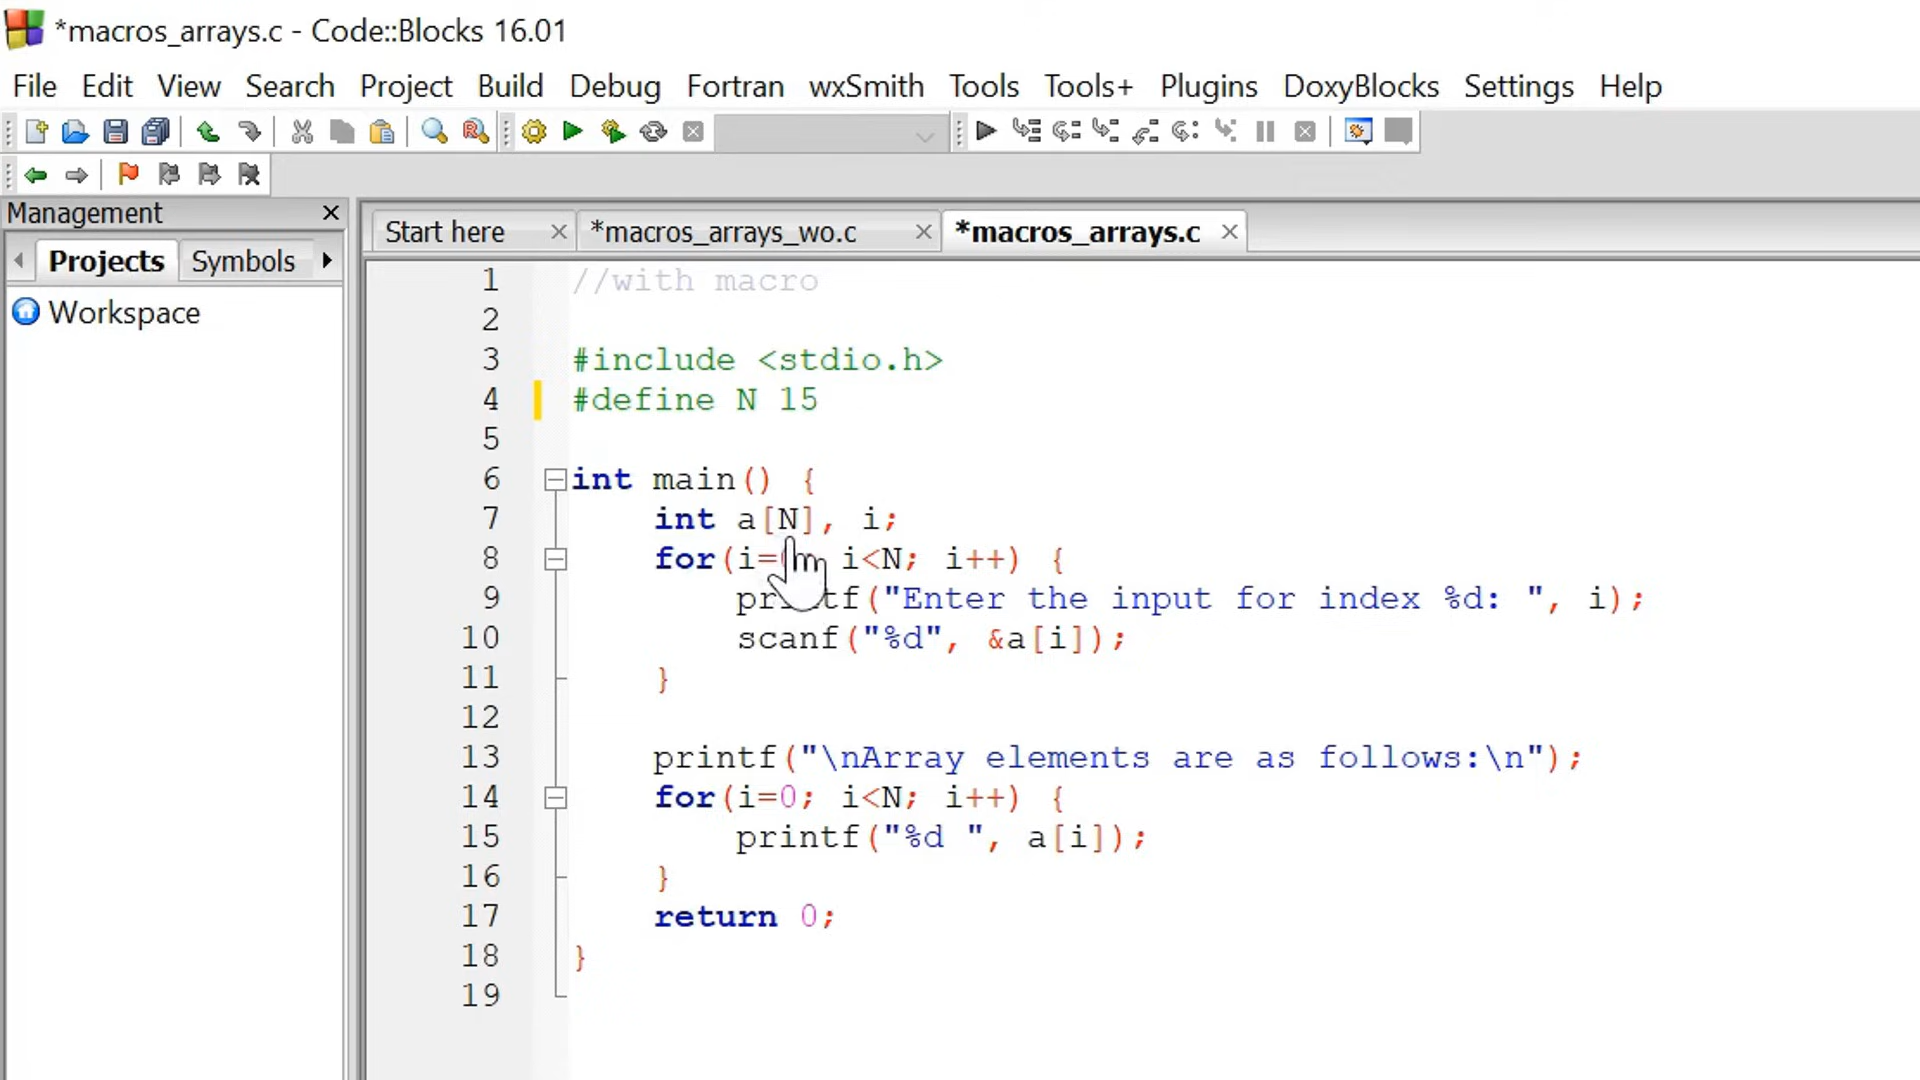 *macros_arrays.c - Code::Blocks 16.01
File Edit View Search Project Build Debug Fortran wxSmith Tools Tools+ Plugins DoxyBlocks Settings Help
Management
Start here *macros_arrays_wo.c *macros_arrays.c
Projects Symbols
Workspace
1 //with macro
2
3 #include <stdio.h>
4 #define N 15
5
6 int main() {
7 int a[N], i;
8 for(i= i<N; i++) {
9 printf("Enter the input for index %d: ", i);
10 scanf("%d", &a[i]);
11 }
12
13 printf("\nArray elements are as follows:\n");
14 for(i=0; i<N; i++) {
15 printf("%d ", a[i]);
16 }
17 return 0;
18 }
19